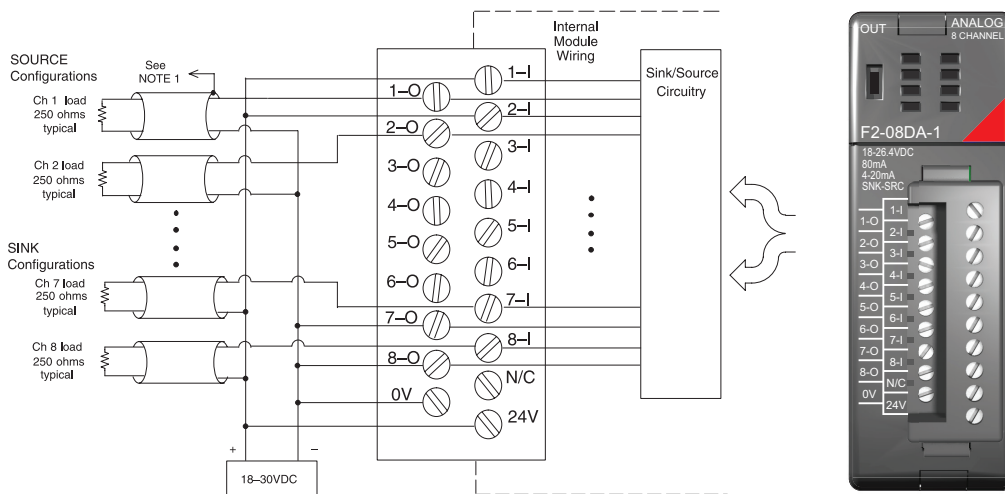 SOURCE
Configurations
Ch 1 load
250 ohms
typical
Ch 2 load
250 ohms
typical
SINK
Configurations
Ch 7 load
250 ohms
typical
Ch 8 load
250 ohms
typical
See
NOTE 1
+
–
18–30VDC
Internal
Module
Wiring
1–O
2–O
3–O
4–O
5–O
6–O
7–O
8–O
0V
1–I
2–I
3–I
4–I
5–I
6–I
7–I
8–I
N/C
24V
Sink/Source
Circuitry
OUT
ANALOG
8 CHANNEL
F2-08DA-1
18-26.4VDC
80mA
4-20mA
SNK-SRC
1-I
1-O
2-I
2-O
3-I
3-O
4-I
4-O
5-I
5-O
6-I
6-O
7-I
7-O
8-I
8-O
N/C
0V
24V